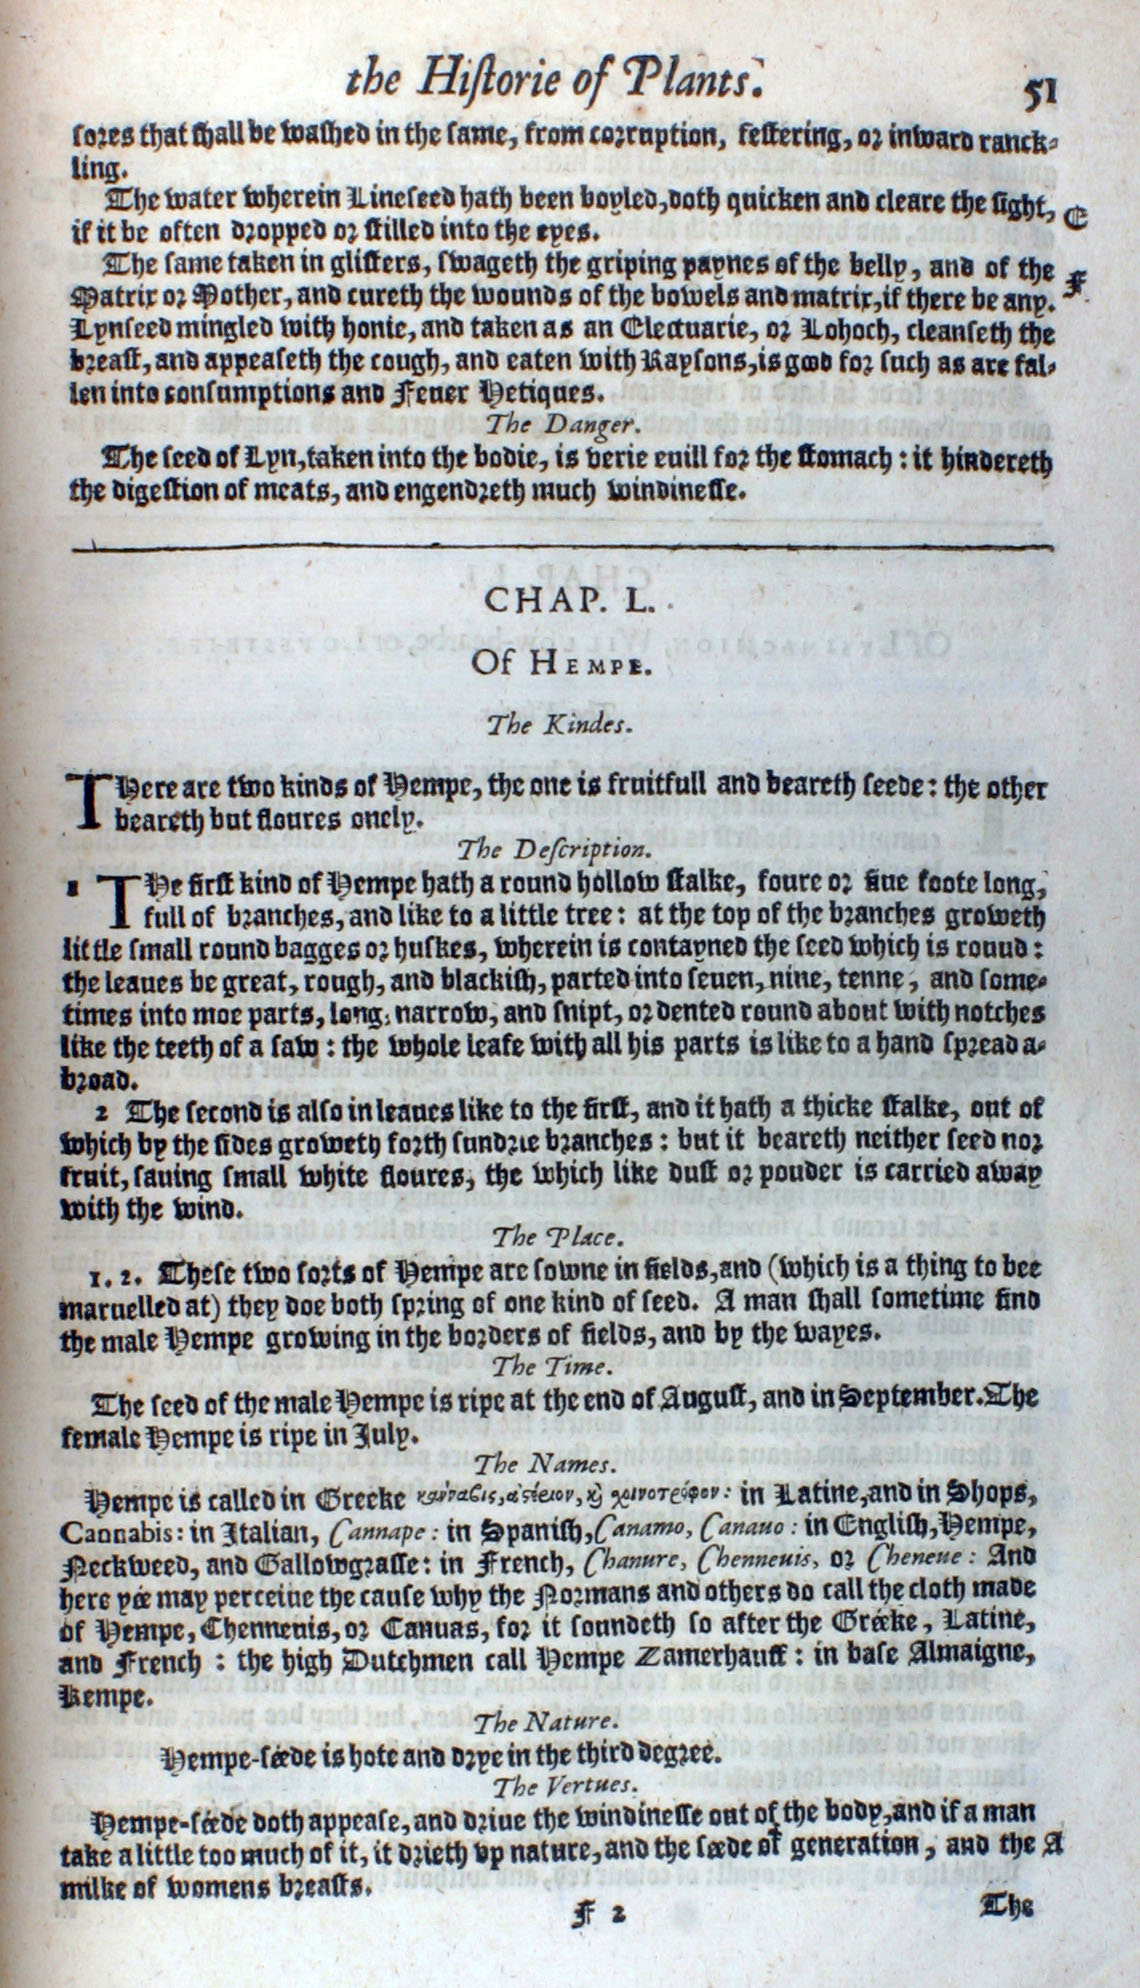 the Hiſtorie of Plants. 51
ſores that ſhall be waſhed in the ſame, from corruption, feſtering, or inward ranck-
ling.
The water wherein Lineſeed hath been boyled, doth quicken and cleare the ſight, E
if it be often dropped or ſtilled into the eyes.
The ſame taken in gliſters, ſwageth the griping paynes of the belly, and of the F
Matrix or Mother, and cureth the wounds of the bowels and matrix, if there be any.
Lynſeed mingled with honie, and taken as an Electuarie, or Lohoch, cleanſeth the
breaſt, and appeaſeth the cough, and eaten with Rayſons, is good for ſuch as are fal-
len into conſumptions and Feuer Hetiques.
The Danger.
The ſeed of Lyn, taken into the bodie, is verie euill for the ſtomach: it hindereth
the digeſtion of meats, and engendreth much windineſſe.
CHAP. L.
Of HEMPE.
The Kindes.
THere are two kinds of Hempe, the one is fruitfull and beareth ſeede: the other
beareth but floures onely.
The Deſcription.
1 THe firſt kind of Hempe hath a round hollow ſtalke, foure or fiue foote long,
full of branches, and like to a little tree: at the top of the branches groweth
little ſmall round bagges or huſkes, wherein is contayned the ſeed which is round:
the leaues be great, rough, and blackiſh, parted into ſeuen, nine, tenne, and ſome-
times into moe parts, long, narrow, and ſnipt, or dented round about with notches
like the teeth of a ſaw: the whole leafe with all his parts is like to a hand ſpread a-
broad.
2 The ſecond is alſo in leaues like to the firſt, and it hath a thicke ſtalke, out of
which by the ſides groweth forth ſundrie branches: but it beareth neither ſeed nor
fruit, ſauing ſmall white floures, the which like duſt or pouder is carried away
with the wind.
The Place.
1. 2. Theſe two ſorts of Hempe are ſowne in fields, and (which is a thing to bee
maruelled at) they doe both ſpring of one kind of ſeed. A man ſhall ſometime find
the male Hempe growing in the borders of fields, and by the wayes.
The Time.
The ſeed of the male Hempe is ripe at the end of Auguſt, and in September. The
female Hempe is ripe in July.
The Names.
Hempe is called in Greeke κάνναβις, : in Latine, and in Shops,
Cannabis: in Italian, Cannape: in Spaniſh, Canamo, Canauo: in Engliſh, Hempe,
Neckweed, and Gallowgraſſe: in French, Chanure, Chenneuis, or Cheneue: And
here yée may perceiue the cauſe why the Normans and others do call the cloth made
of Hempe, Chenneuis, or Canuas, for it ſoundeth ſo after the Gréeke, Latine,
and French: the high Dutchmen call Hempe Zamerhauff: in baſe Almaigne,
Kempe.
The Nature.
Hempe-ſéede is hote and drye in the third degree.
The Vertues.
Hempe-ſéede doth appeaſe, and driue the windineſſe out of the body, and if a man
take a little too much of it, it drieth vp nature, and the ſéede of generation, and the A
milke of womens breaſts.
F 2 The